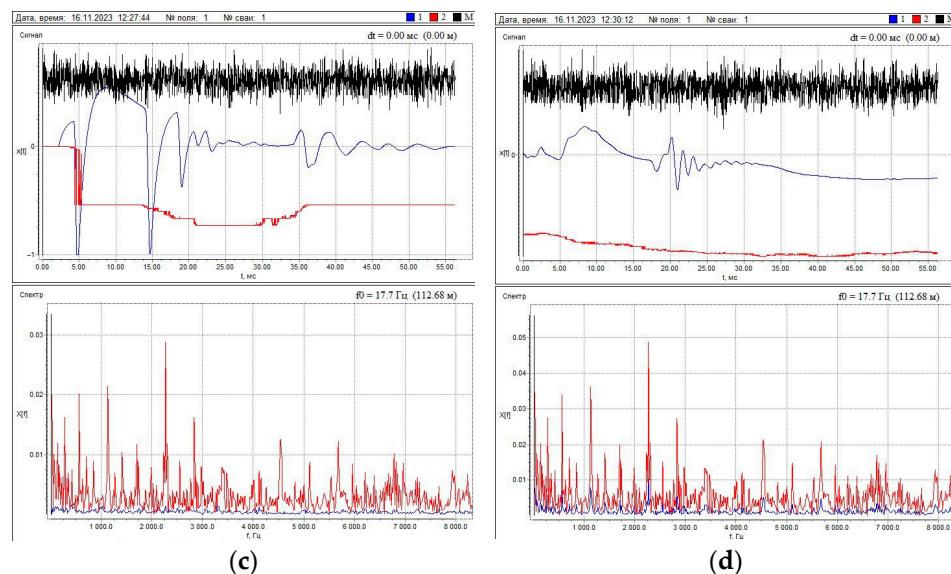 Дата, время: 16.11.2023 12:27:44 № поля: 1 № сваи: 1 1 2 М
Сигнал dt = 0.00 мс (0.00 м)
X[t]
0
-1
0.00 5.00 10.00 15.00 20.00 25.00 30.00 35.00 40.00 45.00 50.00 55.00
t, мс
Спектр f0 = 17.7 Гц (112.68 м)
0.03
0.02
X[f]
0.01
1 000.0 2 000.0 3 000.0 4 000.0 5 000.0 6 000.0 7 000.0 8 000.0
f, Гц
(c)
Дата, время: 16.11.2023 12:30:12 № поля: 1 № сваи: 1 1 2 М
Сигнал dt = 0.00 мс (0.00 м)
X[t]
0
0.00 5.00 10.00 15.00 20.00 25.00 30.00 35.00 40.00 45.00 50.00 55.00
t, мс
Спектр f0 = 17.7 Гц (112.68 м)
0.05
0.04
0.03
X[f]
0.02
0.01
1 000.0 2 000.0 3 000.0 4 000.0 5 000.0 6 000.0 7 000.0 8 000.0
f, Гц
(d)